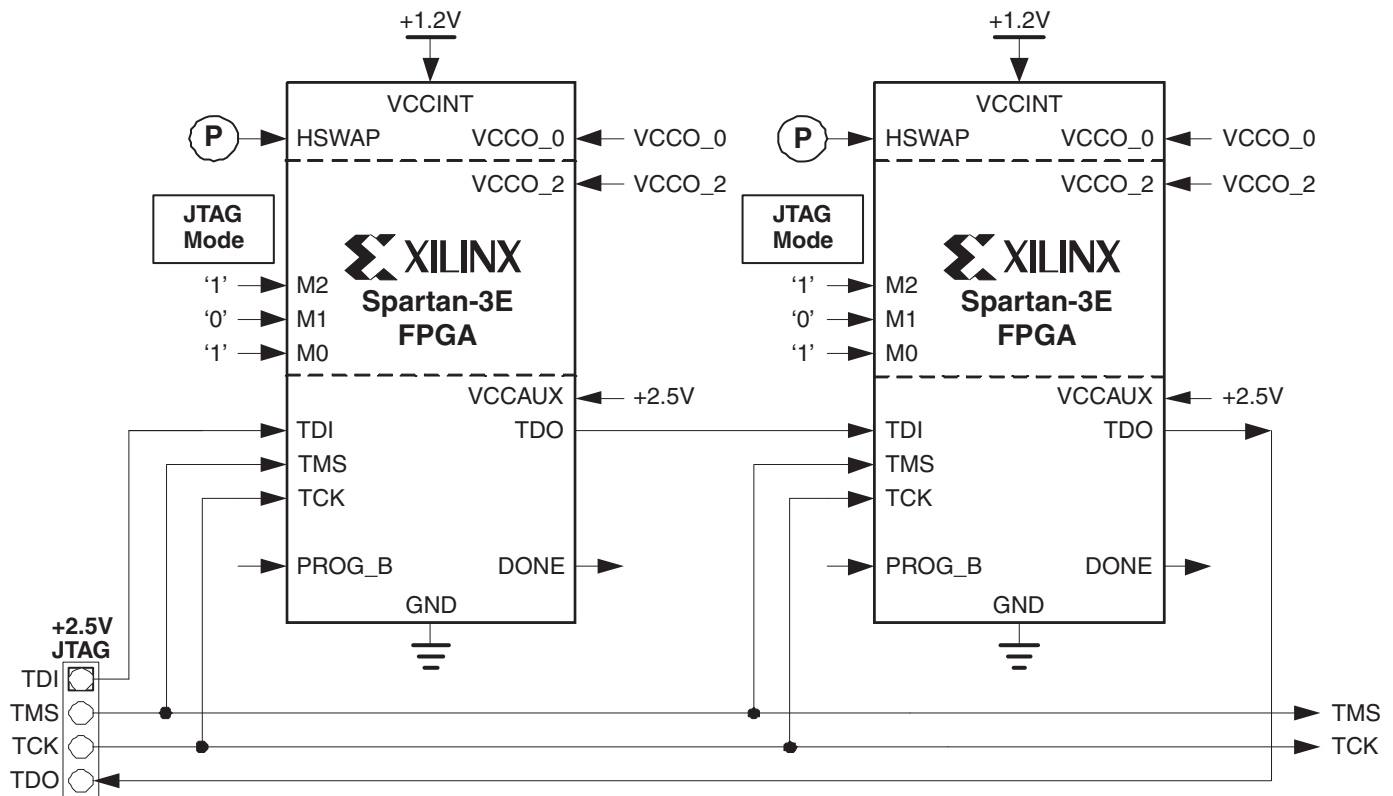 +1.2V
+1.2V
VCCINT
VCCINT
P
HSWAP
VCCO_0
VCCO_0
P
HSWAP
VCCO_0
VCCO_0
VCCO_2
VCCO_2
VCCO_2
VCCO_2
JTAG
Mode
JTAG
Mode
XILINX
XILINX
‘1’
M2
Spartan-3E
‘1’
M2
Spartan-3E
‘0’
M1
FPGA
‘0’
M1
FPGA
‘1’
M0
‘1’
M0
VCCAUX
+2.5V
VCCAUX
+2.5V
TDI
TDO
TDI
TDO
TMS
TMS
TCK
TCK
PROG_B
DONE
PROG_B
DONE
GND
GND
+2.5V
JTAG
TDI
TMS
TMS
TCK
TCK
TDO